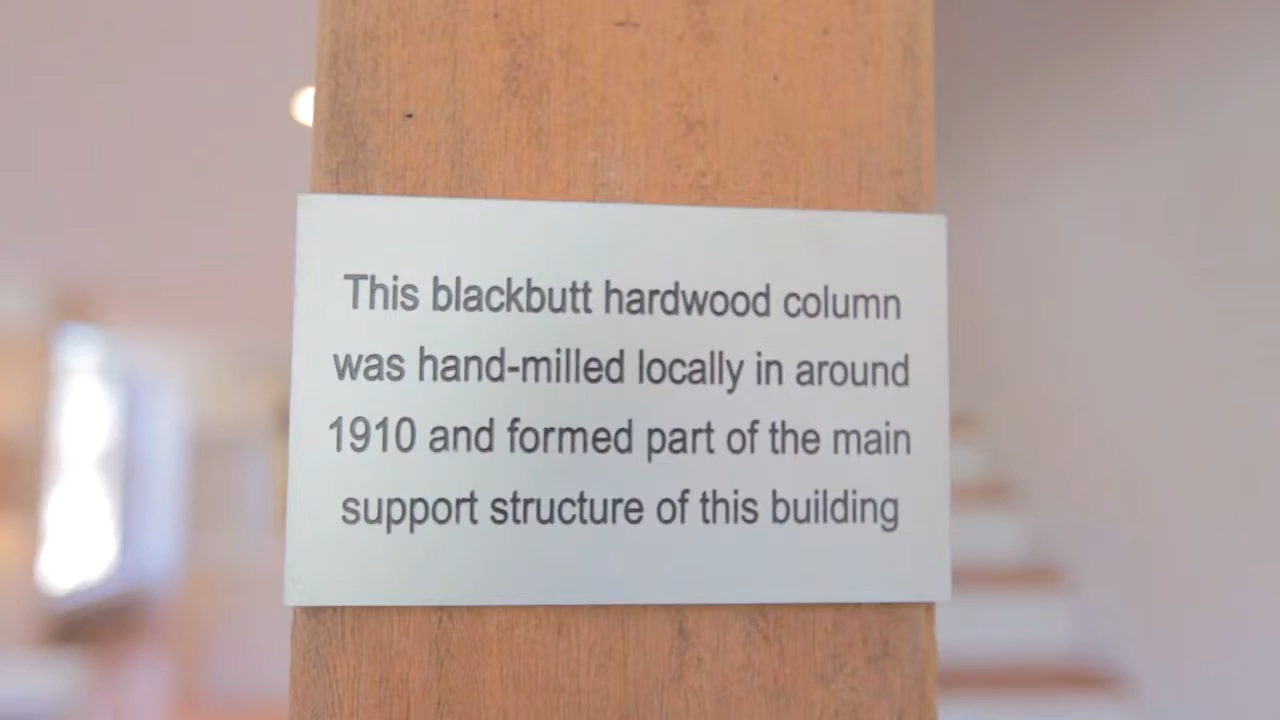 This blackbutt hardwood column
was hand-milled locally in around
1910 and formed part of the main
support structure of this building